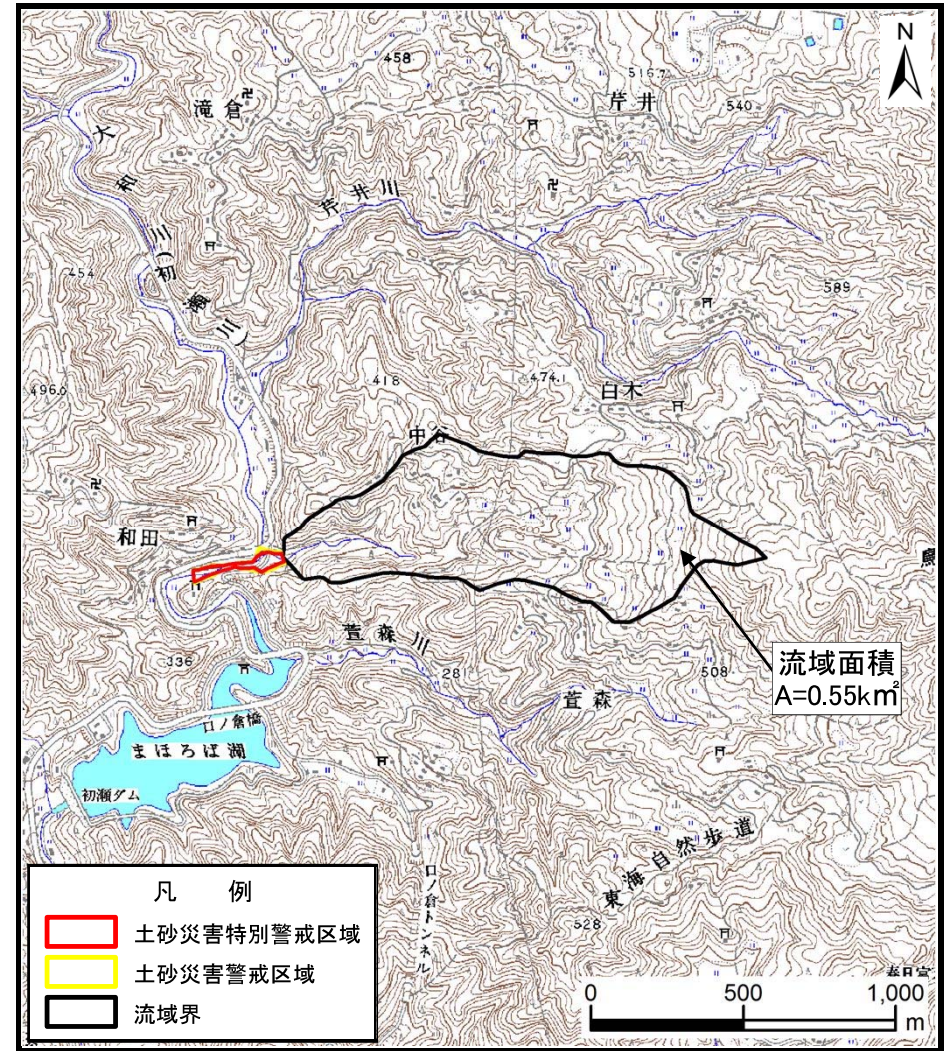 N
458
516.7
滝倉
芹井
540
大和川(初瀬川)
芹井川
454
589
496.0
418
474.1
白木
中谷
和田
萱森川
336
281
508
流域面積
A=0.55k㎡
萱森
口ノ倉橋
まほろば湖
初瀬ダム
東海自然歩道
口ノ倉トンネル
528
凡 例
土砂災害特別警戒区域
土砂災害警戒区域
流域界
0 500 1,000
m